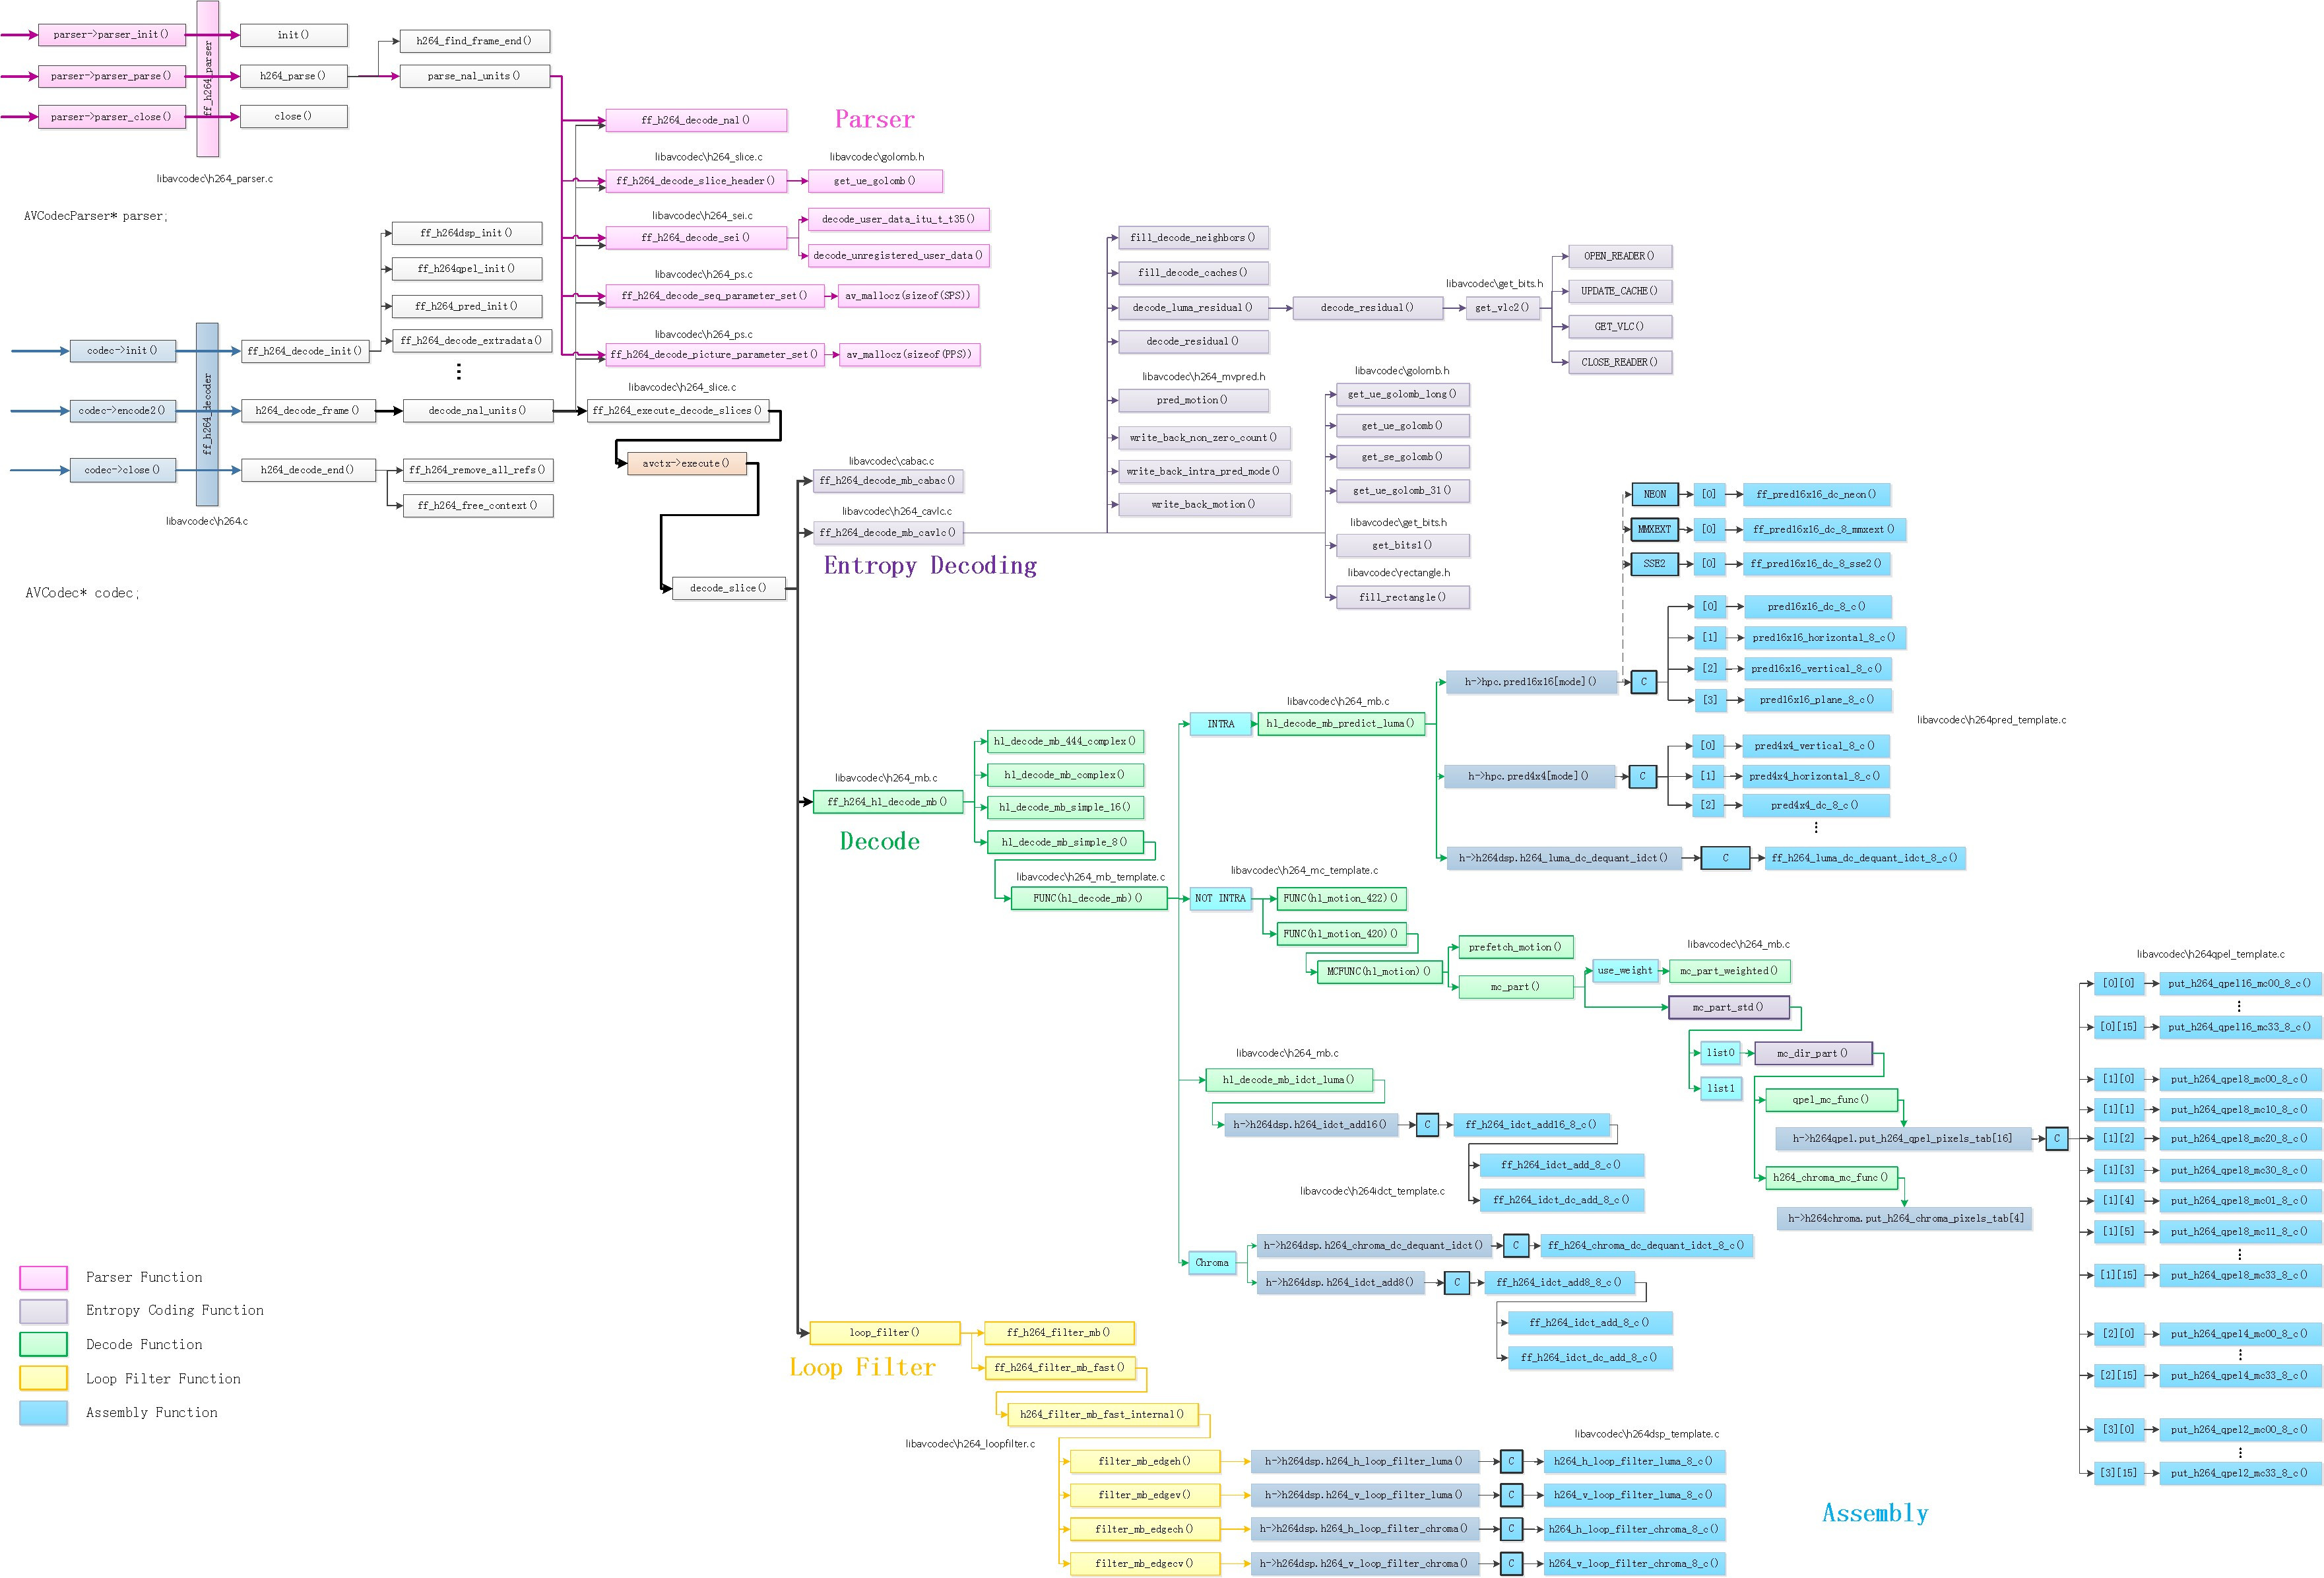 parser->parser_init()
init()
parser->parser_parse()
h264_parse()
parser->parser_close()
close()
ff_h264_parser
libavcodec\h264_parser.c
AVCodecParser* parser;
h264_find_frame_end()
parse_nal_units()
ff_h264_decode_nal()
Parser
libavcodec\h264_slice.c
libavcodec\golomb.h
ff_h264_decode_slice_header()
get_ue_golomb()
libavcodec\h264_sei.c
ff_h264_decode_sei()
decode_user_data_itu_t_t35()
decode_unregistered_user_data()
libavcodec\h264_ps.c
ff_h264_decode_seq_parameter_set()
av_mallocz(sizeof(SPS))
libavcodec\h264_ps.c
ff_h264_decode_picture_parameter_set()
av_mallocz(sizeof(PPS))
ff_h264dsp_init()
ff_h264qpel_init()
ff_h264_pred_init()
ff_h264_decode_extradata()
codec->init()
ff_h264_decode_init()
codec->encode2()
h264_decode_frame()
decode_nal_units()
libavcodec\h264_slice.c
ff_h264_execute_decode_slices()
codec->close()
h264_decode_end()
ff_h264_remove_all_refs()
ff_h264_free_context()
ff_h264_decoder
libavcodec\h264.c
AVCodec* codec;
avctx->execute()
decode_slice()
libavcodec\cabac.c
ff_h264_decode_mb_cabac()
libavcodec\h264_cavlc.c
ff_h264_decode_mb_cavlc()
Entropy Decoding
fill_decode_neighbors()
fill_decode_caches()
decode_luma_residual()
decode_residual()
libavcodec\get_bits.h
get_vlc2()
OPEN_READER()
UPDATE_CACHE()
GET_VLC()
CLOSE_READER()
decode_residual()
libavcodec\h264_mvpred.h
pred_motion()
write_back_non_zero_count()
write_back_intra_pred_mode()
write_back_motion()
libavcodec\golomb.h
get_ue_golomb_long()
get_ue_golomb()
get_se_golomb()
get_ue_golomb_31()
libavcodec\get_bits.h
get_bits1()
libavcodec\rectangle.h
fill_rectangle()
NEON
[0]
ff_pred16x16_dc_neon()
MMXEXT
[0]
ff_pred16x16_dc_8_mmxext()
SSE2
[0]
ff_pred16x16_dc_8_sse2()
[0]
pred16x16_dc_8_c()
[1]
pred16x16_horizontal_8_c()
[2]
pred16x16_vertical_8_c()
[3]
pred16x16_plane_8_c()
h->hpc.pred16x16[mode]()
C
libavcodec\h264pred_template.c
libavcodec\h264_mb.c
INTRA
hl_decode_mb_predict_luma()
[0]
pred4x4_vertical_8_c()
h->hpc.pred4x4[mode]()
C
[1]
pred4x4_horizontal_8_c()
[2]
pred4x4_dc_8_c()
h->h264dsp.h264_luma_dc_dequant_idct()
C
ff_h264_luma_dc_dequant_idct_8_c()
libavcodec\h264_mb.c
ff_h264_hl_decode_mb()
Decode
hl_decode_mb_444_complex()
hl_decode_mb_complex()
hl_decode_mb_simple_16()
hl_decode_mb_simple_8()
libavcodec\h264_mb_template.c
FUNC(hl_decode_mb)()
libavcodec\h264_mc_template.c
NOT INTRA
FUNC(hl_motion_422)()
FUNC(hl_motion_420)()
MCFUNC(hl_motion)()
prefetch_motion()
mc_part()
libavcodec\h264_mb.c
use_weight
mc_part_weighted()
mc_part_std()
list0
mc_dir_part()
list1
qpel_mc_func()
h->h264qpel.put_h264_qpel_pixels_tab[16]
C
h264_chroma_mc_func()
h->h264chroma.put_h264_chroma_pixels_tab[4]
libavcodec\h264qpel_template.c
[0][0]
put_h264_qpel16_mc00_8_c()
[0][15]
put_h264_qpel16_mc33_8_c()
[1][0]
put_h264_qpel8_mc00_8_c()
[1][1]
put_h264_qpel8_mc10_8_c()
[1][2]
put_h264_qpel8_mc20_8_c()
[1][3]
put_h264_qpel8_mc30_8_c()
[1][4]
put_h264_qpel8_mc01_8_c()
[1][5]
put_h264_qpel8_mc11_8_c()
[1][15]
put_h264_qpel8_mc33_8_c()
[2][0]
put_h264_qpel4_mc00_8_c()
[2][15]
put_h264_qpel4_mc33_8_c()
[3][0]
put_h264_qpel2_mc00_8_c()
[3][15]
put_h264_qpel2_mc33_8_c()
libavcodec\h264_mb.c
hl_decode_mb_idct_luma()
h->h264dsp.h264_idct_add16()
C
ff_h264_idct_add16_8_c()
ff_h264_idct_add_8_c()
libavcodec\h264idct_template.c
ff_h264_idct_dc_add_8_c()
Chroma
h->h264dsp.h264_chroma_dc_dequant_idct()
C
ff_h264_chroma_dc_dequant_idct_8_c()
h->h264dsp.h264_idct_add8()
C
ff_h264_idct_add8_8_c()
ff_h264_idct_add_8_c()
ff_h264_idct_dc_add_8_c()
loop_filter()
Loop Filter
ff_h264_filter_mb()
ff_h264_filter_mb_fast()
h264_filter_mb_fast_internal()
libavcodec\h264_loopfilter.c
libavcodec\h264dsp_template.c
filter_mb_edgeh()
h->h264dsp.h264_h_loop_filter_luma()
C
h264_h_loop_filter_luma_8_c()
filter_mb_edgev()
h->h264dsp.h264_v_loop_filter_luma()
C
h264_v_loop_filter_luma_8_c()
filter_mb_edgech()
h->h264dsp.h264_h_loop_filter_chroma()
C
h264_h_loop_filter_chroma_8_c()
filter_mb_edgecv()
h->h264dsp.h264_v_loop_filter_chroma()
C
h264_v_loop_filter_chroma_8_c()
Assembly
Parser Function
Entropy Coding Function
Decode Function
Loop Filter Function
Assembly Function